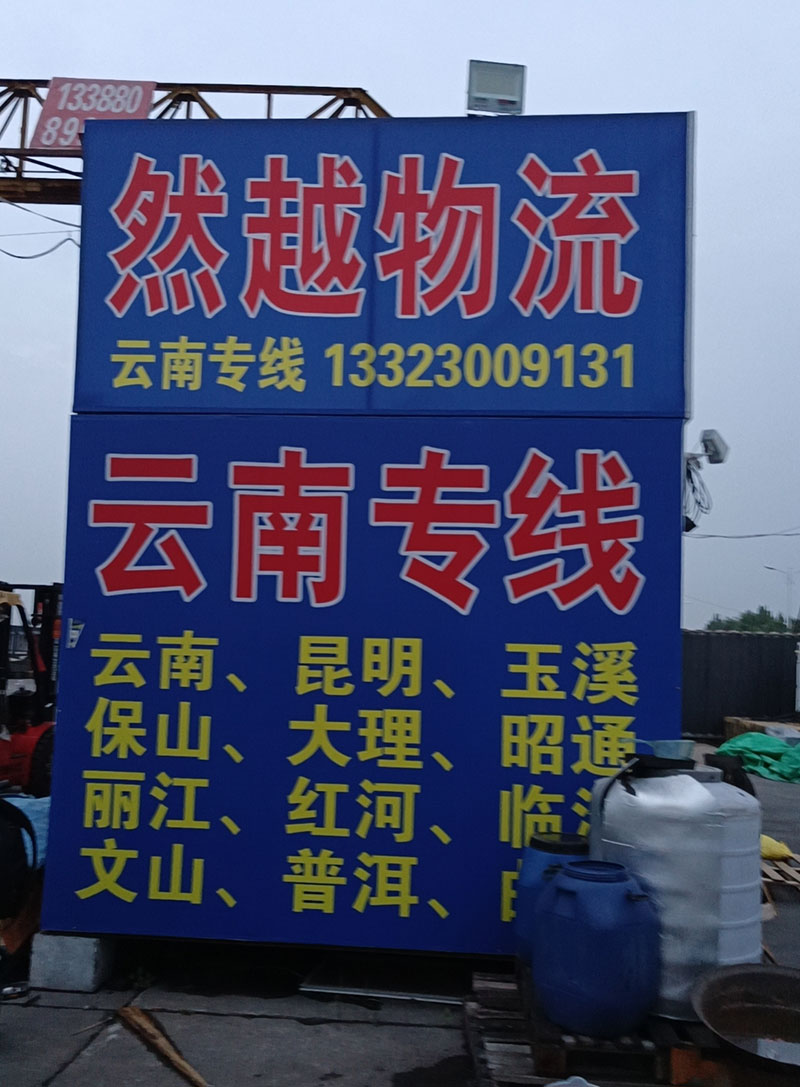 133880
然越物流
云南专线 13323009131
云南专线
云南、昆明、玉溪
保山、大理、昭通
丽江、红河、临
文山、普洱、